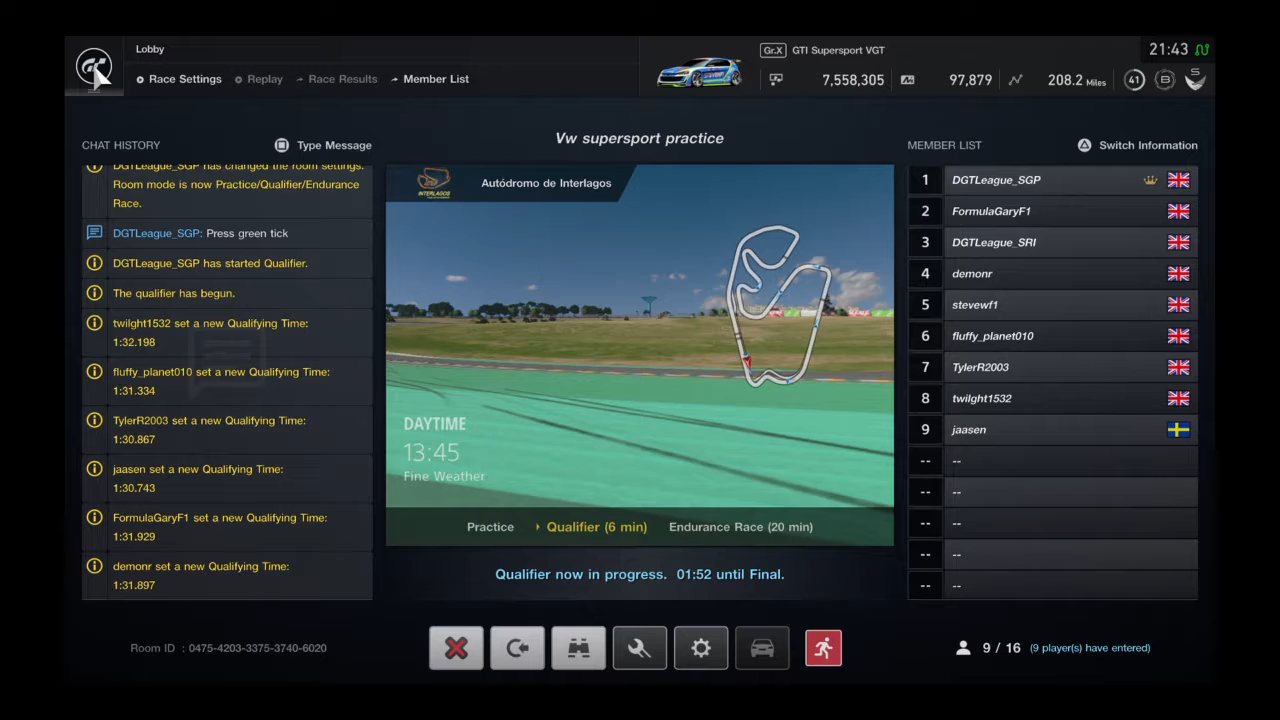 Lobby
Race Settings
Replay
Race Results
Member List
Gr.X
GTI Supersport VGT
21:43
7,558,305
97,879
208.2 Miles
41
B
S
CHAT HISTORY
Type Message
Vw supersport practice
MEMBER LIST
Switch Information
DGTLeague_SGP has changed the room settings.
Room mode is now Practice/Qualifier/Endurance
Race.
DGTLeague_SGP: Press green tick
DGTLeague_SGP has started Qualifier.
The qualifier has begun.
twilght1532 set a new Qualifying Time:
1:32.198
fluffy_planet010 set a new Qualifying Time:
1:31.334
TylerR2003 set a new Qualifying Time:
1:30.867
jaasen set a new Qualifying Time:
1:30.743
FormulaGaryF1 set a new Qualifying Time:
1:31.929
demonr set a new Qualifying Time:
1:31.897
INTERLAGOS
Autódromo de Interlagos
DAYTIME
13:45
Fine Weather
Practice
Qualifier (6 min)
Endurance Race (20 min)
Qualifier now in progress. 01:52 until Final.
1 DGTLeague_SGP
2 FormulaGaryF1
3 DGTLeague_SRI
4 demonr
5 stevewf1
6 fluffy_planet010
7 TylerR2003
8 twilght1532
9 jaasen
-- --
-- --
-- --
-- --
-- --
Room ID : 0475-4203-3375-3740-6020
9 / 16 (9 player(s) have entered)